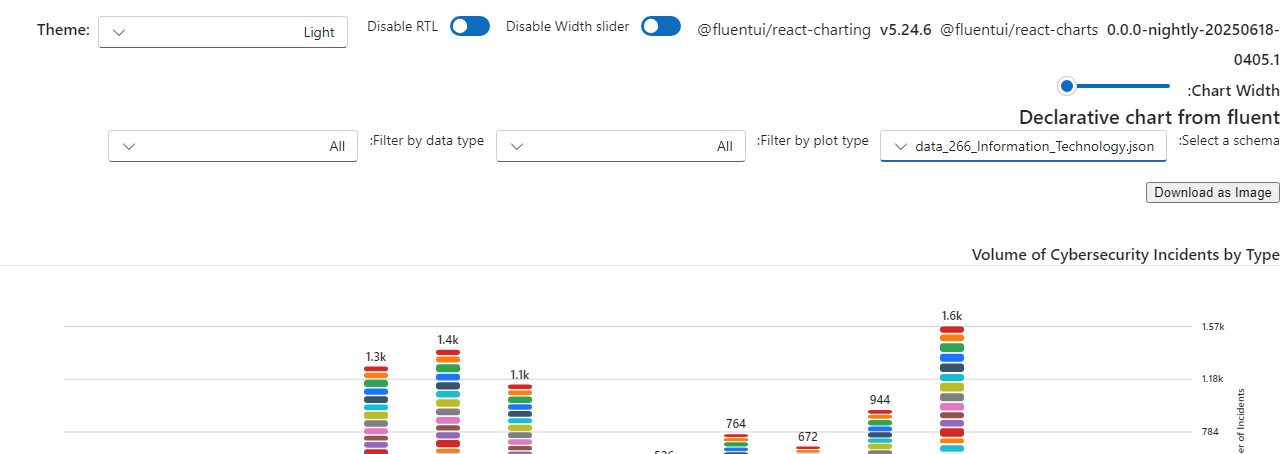 Theme: Light Disable RTL Disable Width slider @fluentui/react-charting v5.24.6 @fluentui/react-charts 0.0.0-nightly-20250618-
0405.1
:Chart Width
Declarative chart from fluent
:Select a schema data_266_Information_Technology.json :Filter by plot type All :Filter by data type All
Download as Image
Volume of Cybersecurity Incidents by Type
1.6k
1.57k
1.4k
1.3k
1.1k
1.18k
944
764
784
672
er of Incidents